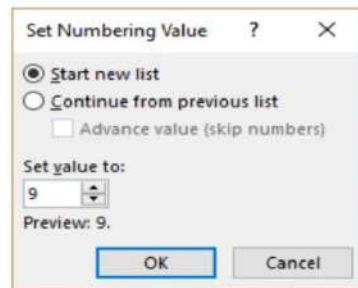 Set Numbering Value ?
Start new list
Continue from previous list
Advance value (skip numbers)
Set value to:
9
Preview: 9.
OK Cancel